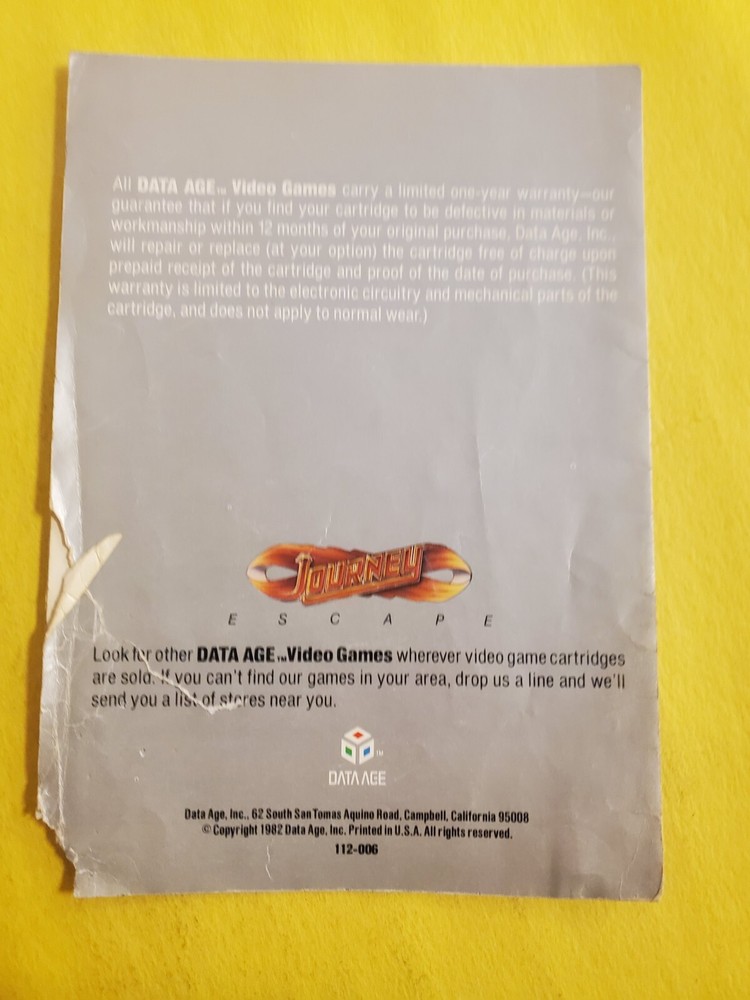 All DATA AGE™ Video Games carry a limited one-year warranty—our
guarantee that if you find your cartridge to be defective in materials or
workmanship within 12 months of your original purchase, Data Age, Inc.,
will repair or replace (at your option) the cartridge free of charge upon
prepaid receipt of the cartridge and proof of the date of purchase. (This
warranty is limited to the electronic circuitry and mechanical parts of the
cartridge, and does not apply to normal wear.)
JOURNEY
ESCAPE
Look for other DATA AGE™ Video Games wherever video game cartridges
are sold. If you can't find our games in your area, drop us a line and we'll
send you a list of stores near you.
TM
DATA AGE
Data Age, Inc., 62 South San Tomas Aquino Road, Campbell, California 95008
© Copyright 1982 Data Age, Inc. Printed in U.S.A. All rights reserved.
112-006